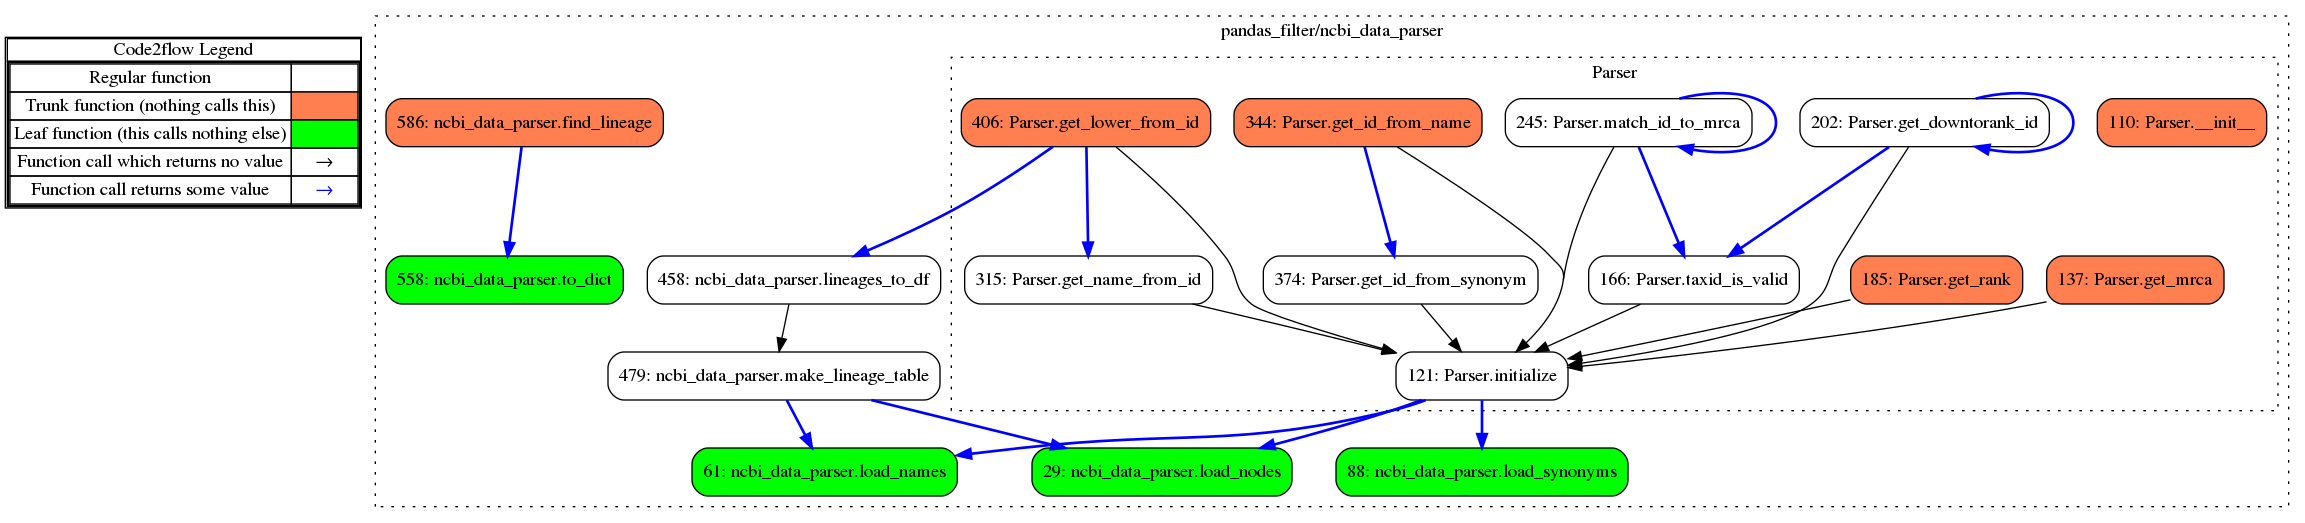 Code2flow Legend
Regular function
Trunk function (nothing calls this)
Leaf function (this calls nothing else)
Function call which returns no value →
Function call returns some value →
pandas_filter/ncbi_data_parser
Parser
586: ncbi_data_parser.find_lineage
406: Parser.get_lower_from_id
344: Parser.get_id_from_name
245: Parser.match_id_to_mrca
202: Parser.get_downtorank_id
110: Parser.__init__
558: ncbi_data_parser.to_dict
458: ncbi_data_parser.lineages_to_df
315: Parser.get_name_from_id
374: Parser.get_id_from_synonym
166: Parser.taxid_is_valid
185: Parser.get_rank
137: Parser.get_mrca
479: ncbi_data_parser.make_lineage_table
121: Parser.initialize
61: ncbi_data_parser.load_names
29: ncbi_data_parser.load_nodes
88: ncbi_data_parser.load_synonyms